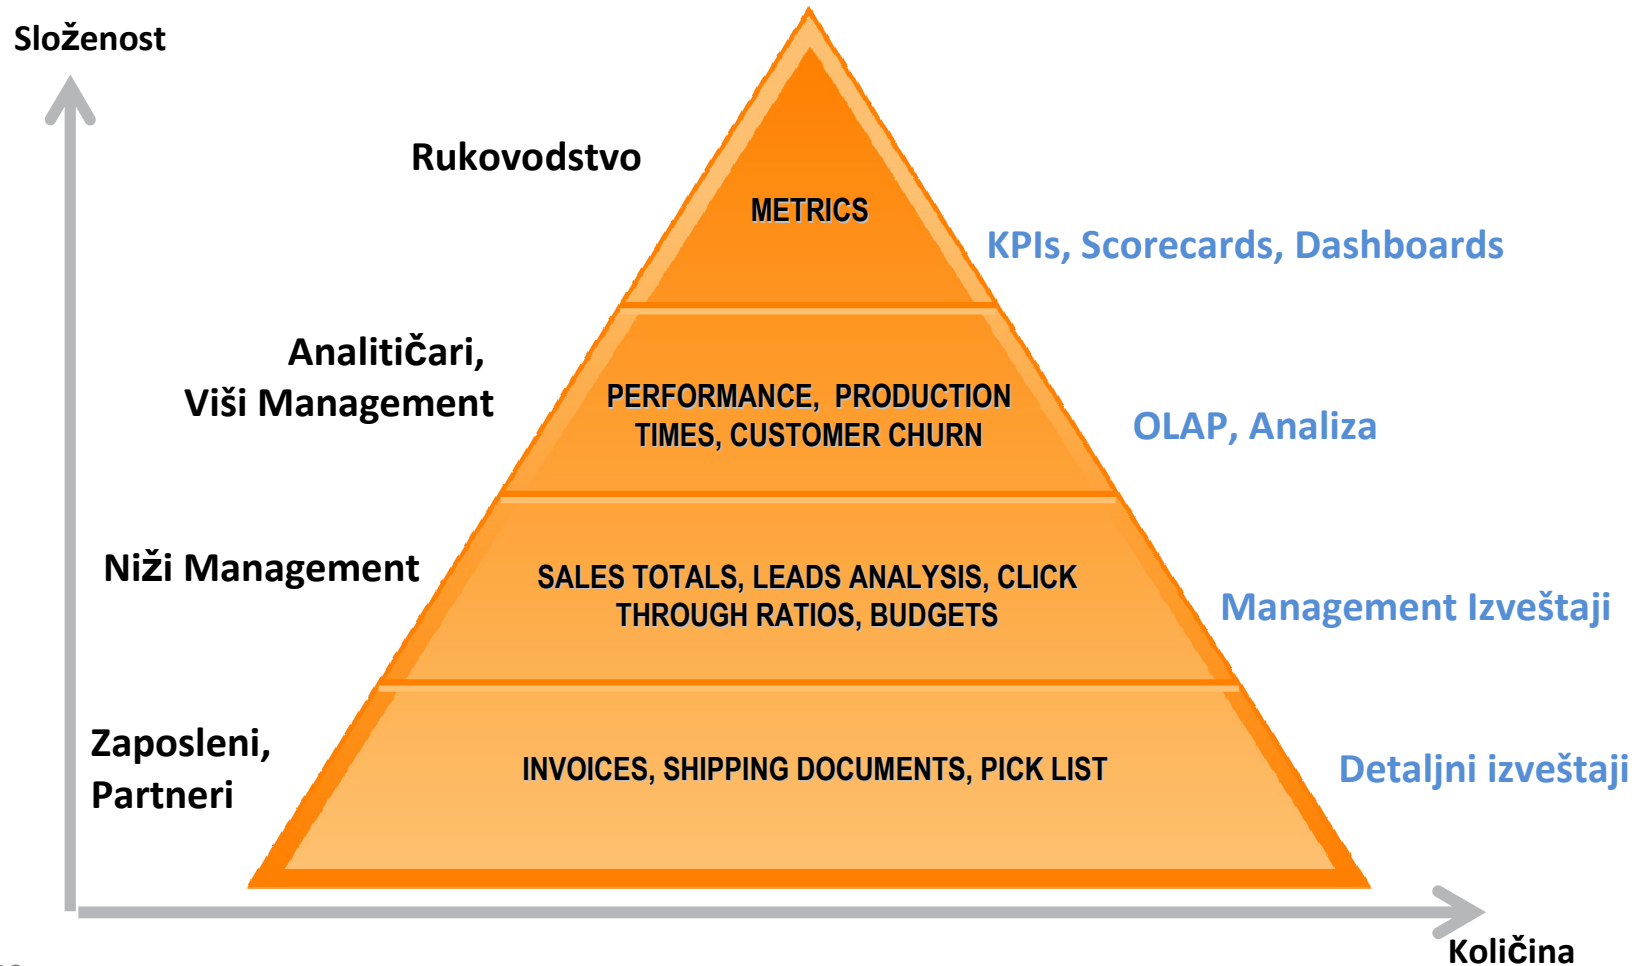 Složenost
Rukovodstvo
METRICS
KPIs, Scorecards, Dashboards
Analitičari,
Viši Management
PERFORMANCE, PRODUCTION
TIMES, CUSTOMER CHURN
OLAP, Analiza
Niži Management
SALES TOTALS, LEADS ANALYSIS, CLICK
THROUGH RATIOS, BUDGETS
Management Izveštaji
Zaposleni,
Partneri
INVOICES, SHIPPING DOCUMENTS, PICK LIST
Detaljni izveštaji
Količina